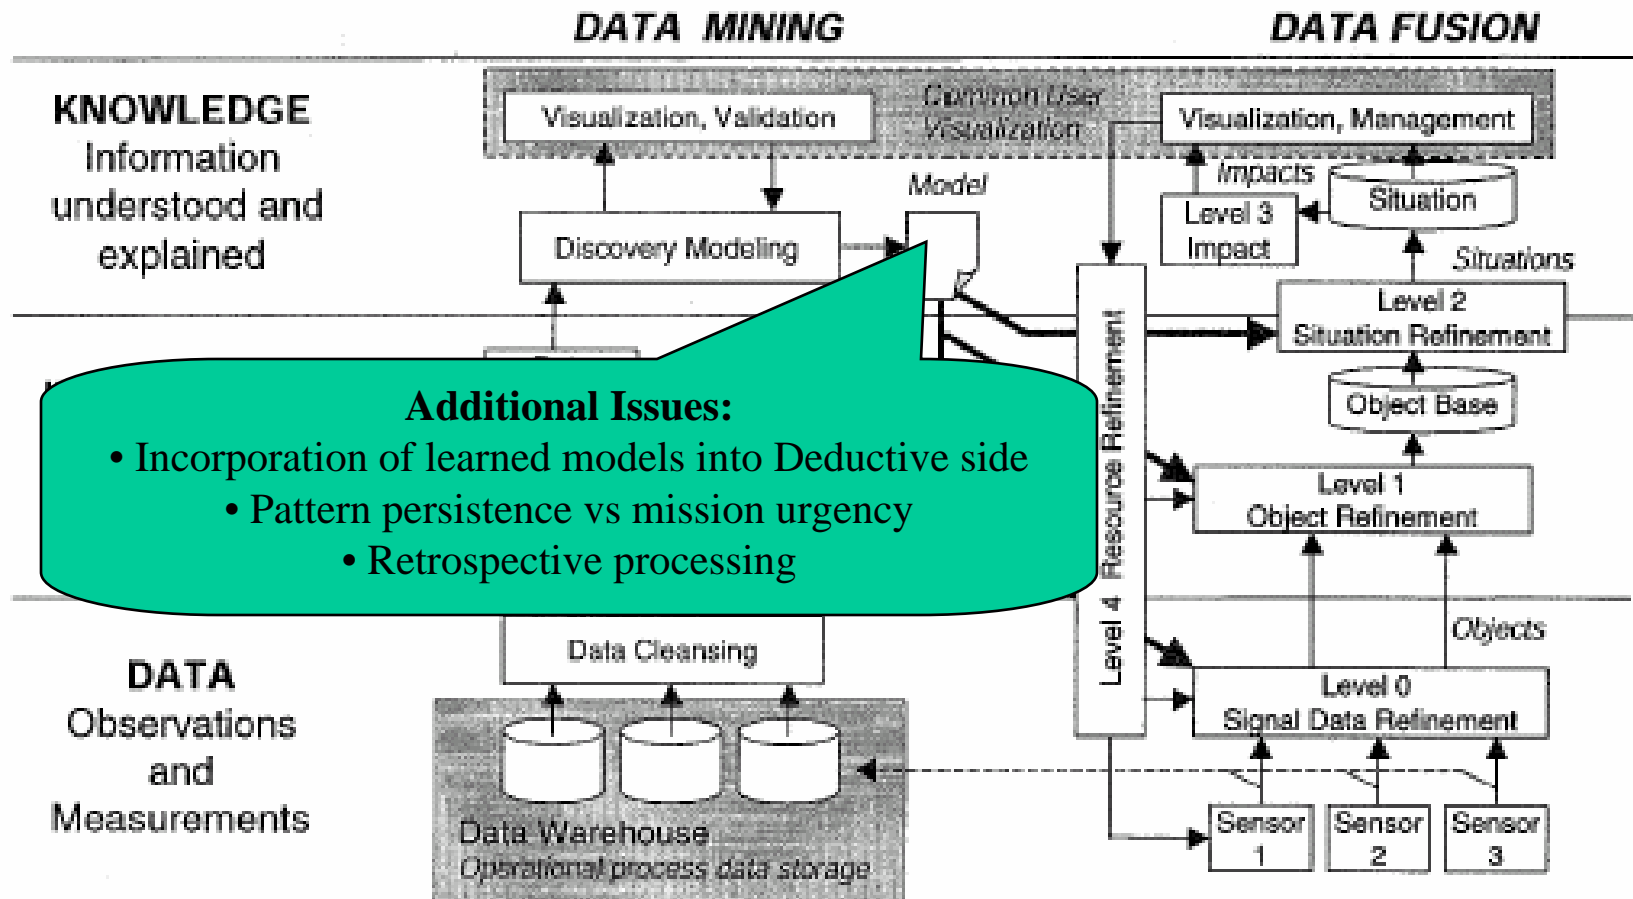 DATA MINING
DATA FUSION
KNOWLEDGE
Information
understood and
explained
Visualization, Validation
Common User
Visualization
Visualization, Management
Model
Impacts
Situation
Level 3
Impact
Discovery Modeling
Situations
Level 2
Situation Refinement
Object Base
Level 4 Resource Refinement
Additional Issues:
• Incorporation of learned models into Deductive side
• Pattern persistence vs mission urgency
• Retrospective processing
Level 1
Object Refinement
Objects
DATA
Observations
and
Measurements
Data Cleansing
Level 0
Signal Data Refinement
Data Warehouse
Operational process data storage
Sensor
1
Sensor
2
Sensor
3